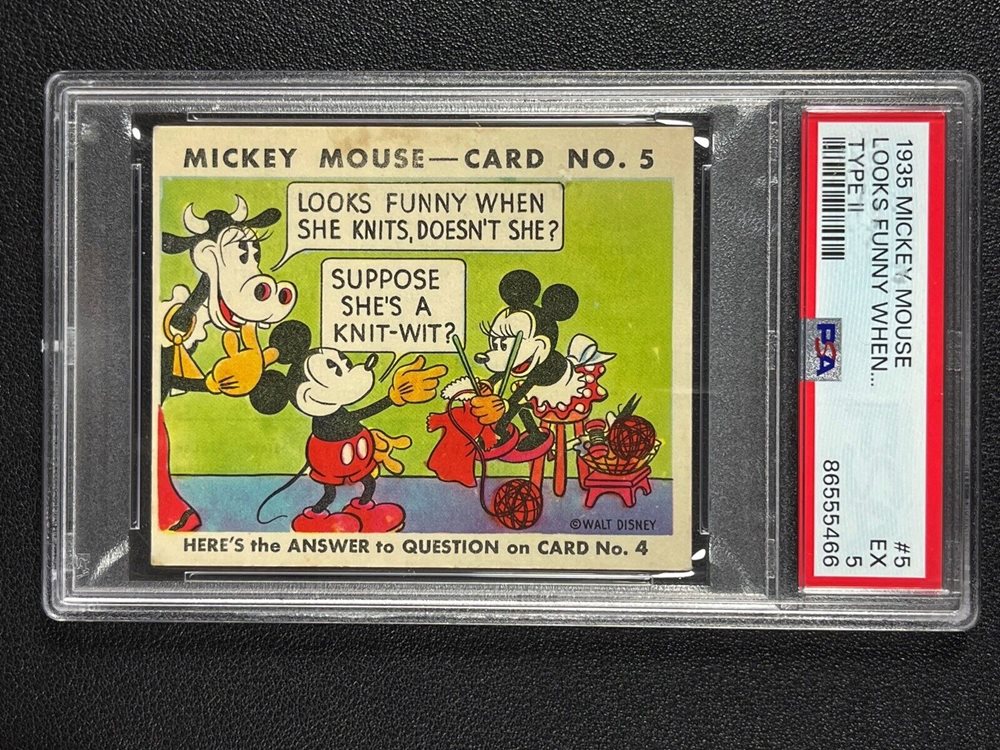 MICKEY MOUSE—CARD NO. 5
LOOKS FUNNY WHEN
SHE KNITS, DOESN'T SHE?
SUPPOSE
SHE'S A
KNIT-WIT?
©WALT DISNEY
HERE'S the ANSWER to QUESTION on CARD No. 4
1935 MICKEY MOUSE
LOOKS FUNNY WHEN...
TYPE II
PSA
#5
EX
5
86555466